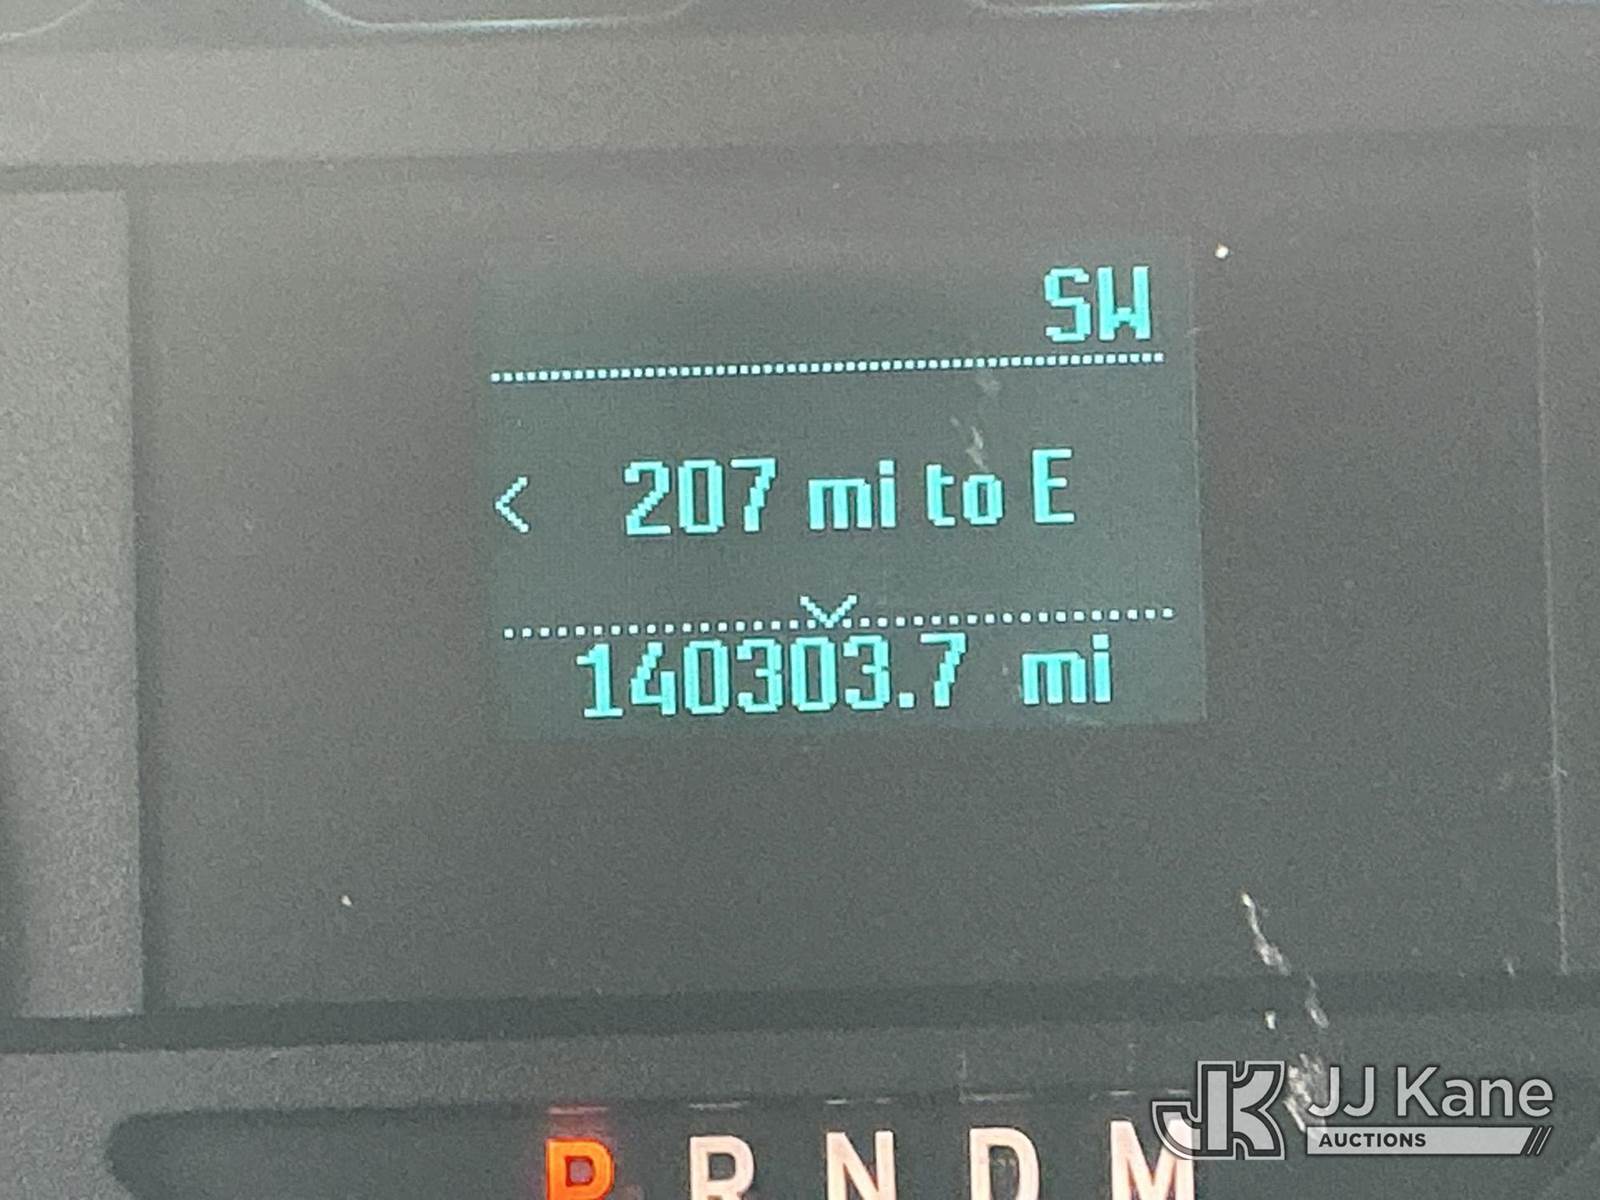 SW
< 207 mi to E
140303.7 mi
P R N D M
JK JJ Kane
AUCTIONS